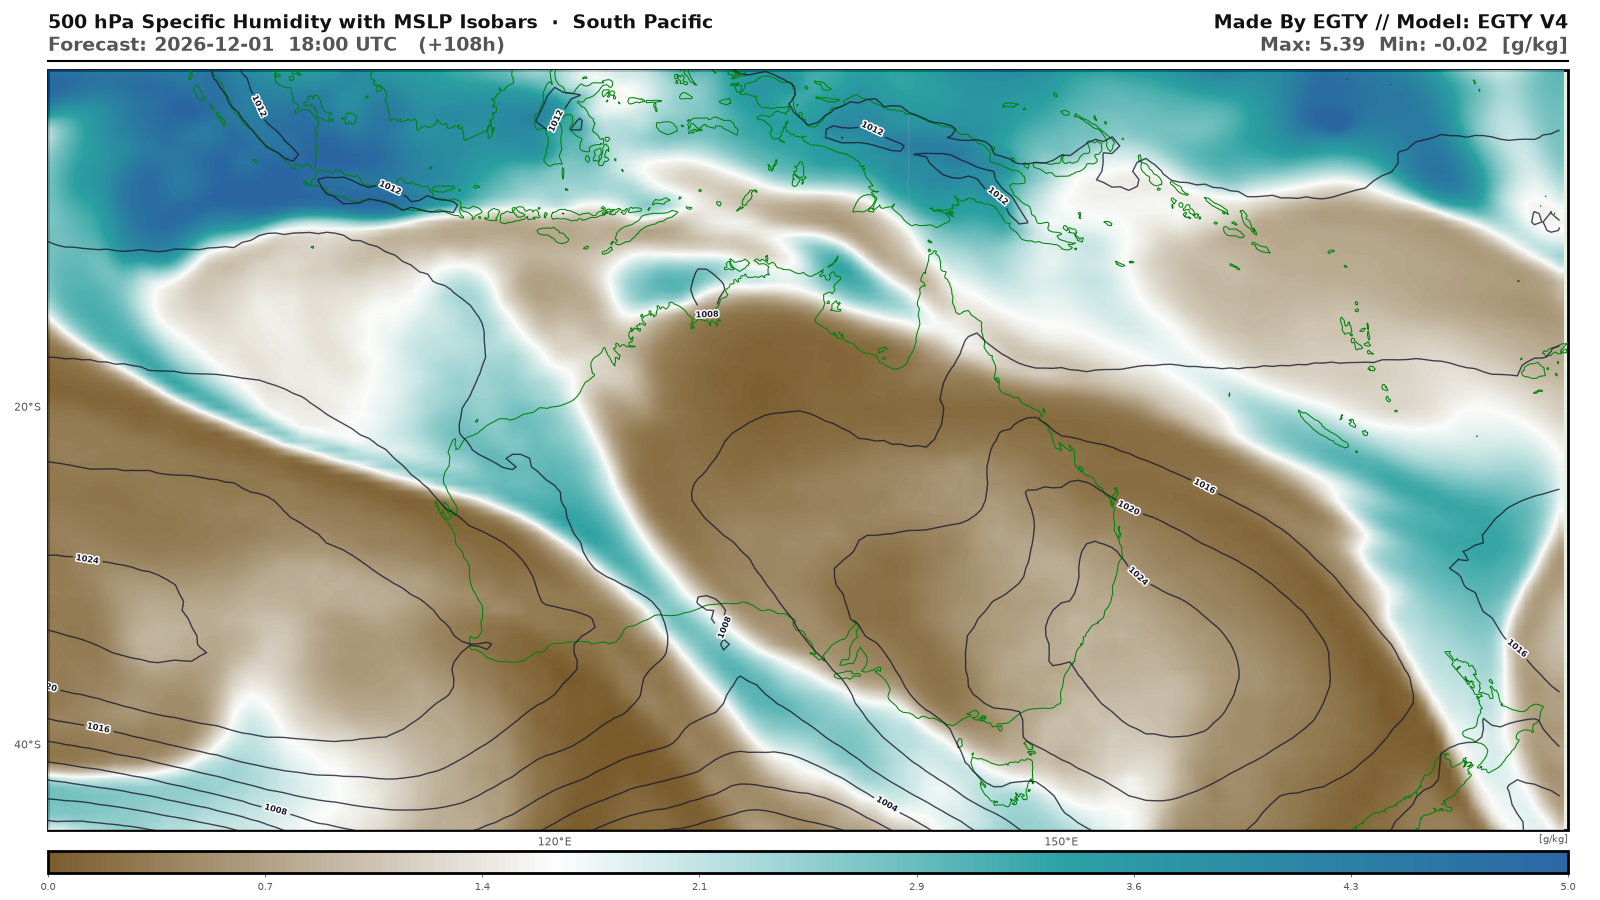 500 hPa Specific Humidity with MSLP Isobars · South Pacific
Made By EGTY // Model: EGTY V4
Forecast: 2026-12-01 18:00 UTC (+108h)
Max: 5.39 Min: -0.02 [g/kg]
1012
1012
1012
1012
1012
1008
20°S
1016
1020
1024
1024
1008
1016
20
1016
40°S
1008
1004
120°E
150°E
[g/kg]
0.0 0.7 1.4 2.1 2.9 3.6 4.3 5.0